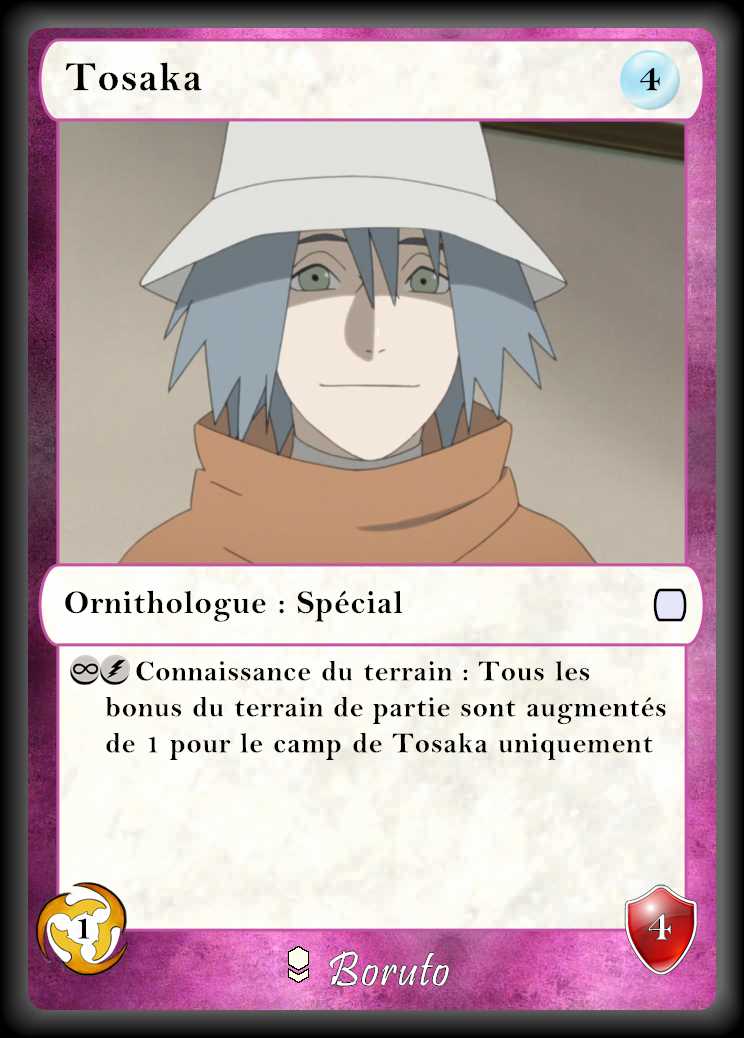 Tosaka
4
Ornithologue : Spécial
Connaissance du terrain : Tous les
bonus du terrain de partie sont augmentés
de 1 pour le camp de Tosaka uniquement
1
4
Boruto